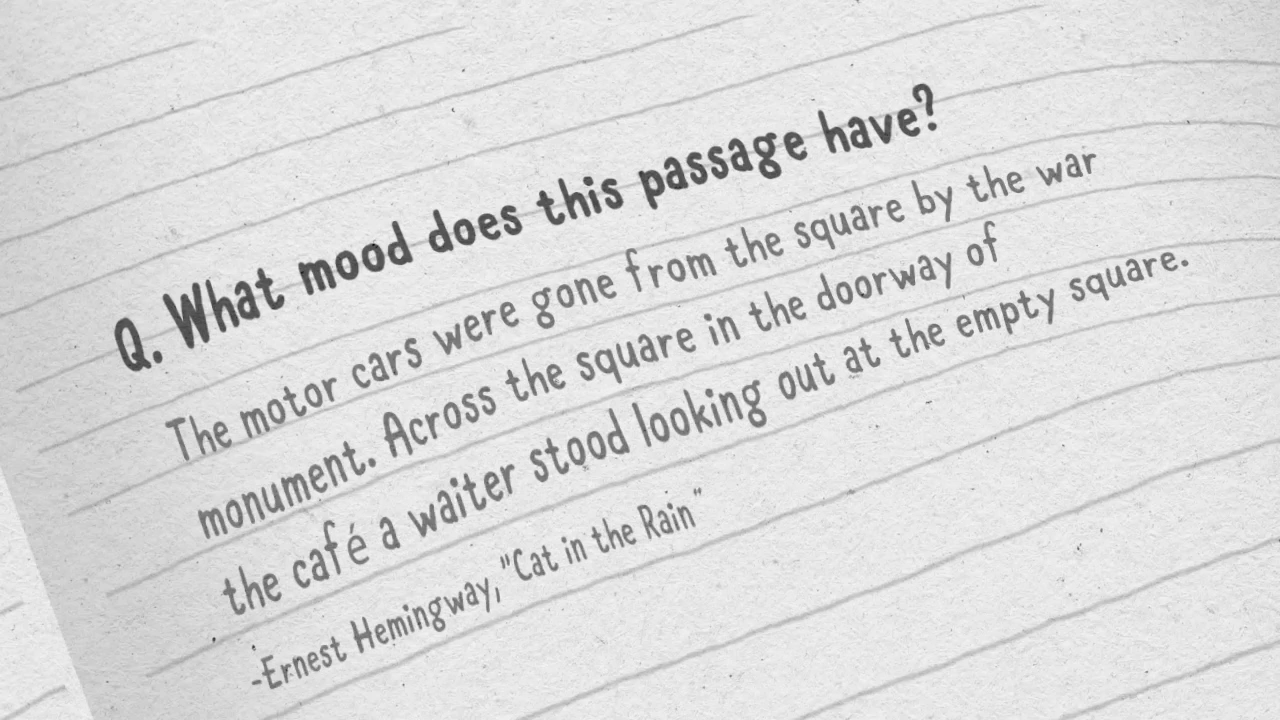 Q. What mood does this passage have?
The motor cars were gone from the square by the war
monument. Across the square in the doorway of
the café a waiter stood looking out at the empty square.
-Ernest Hemingway, "Cat in the Rain"